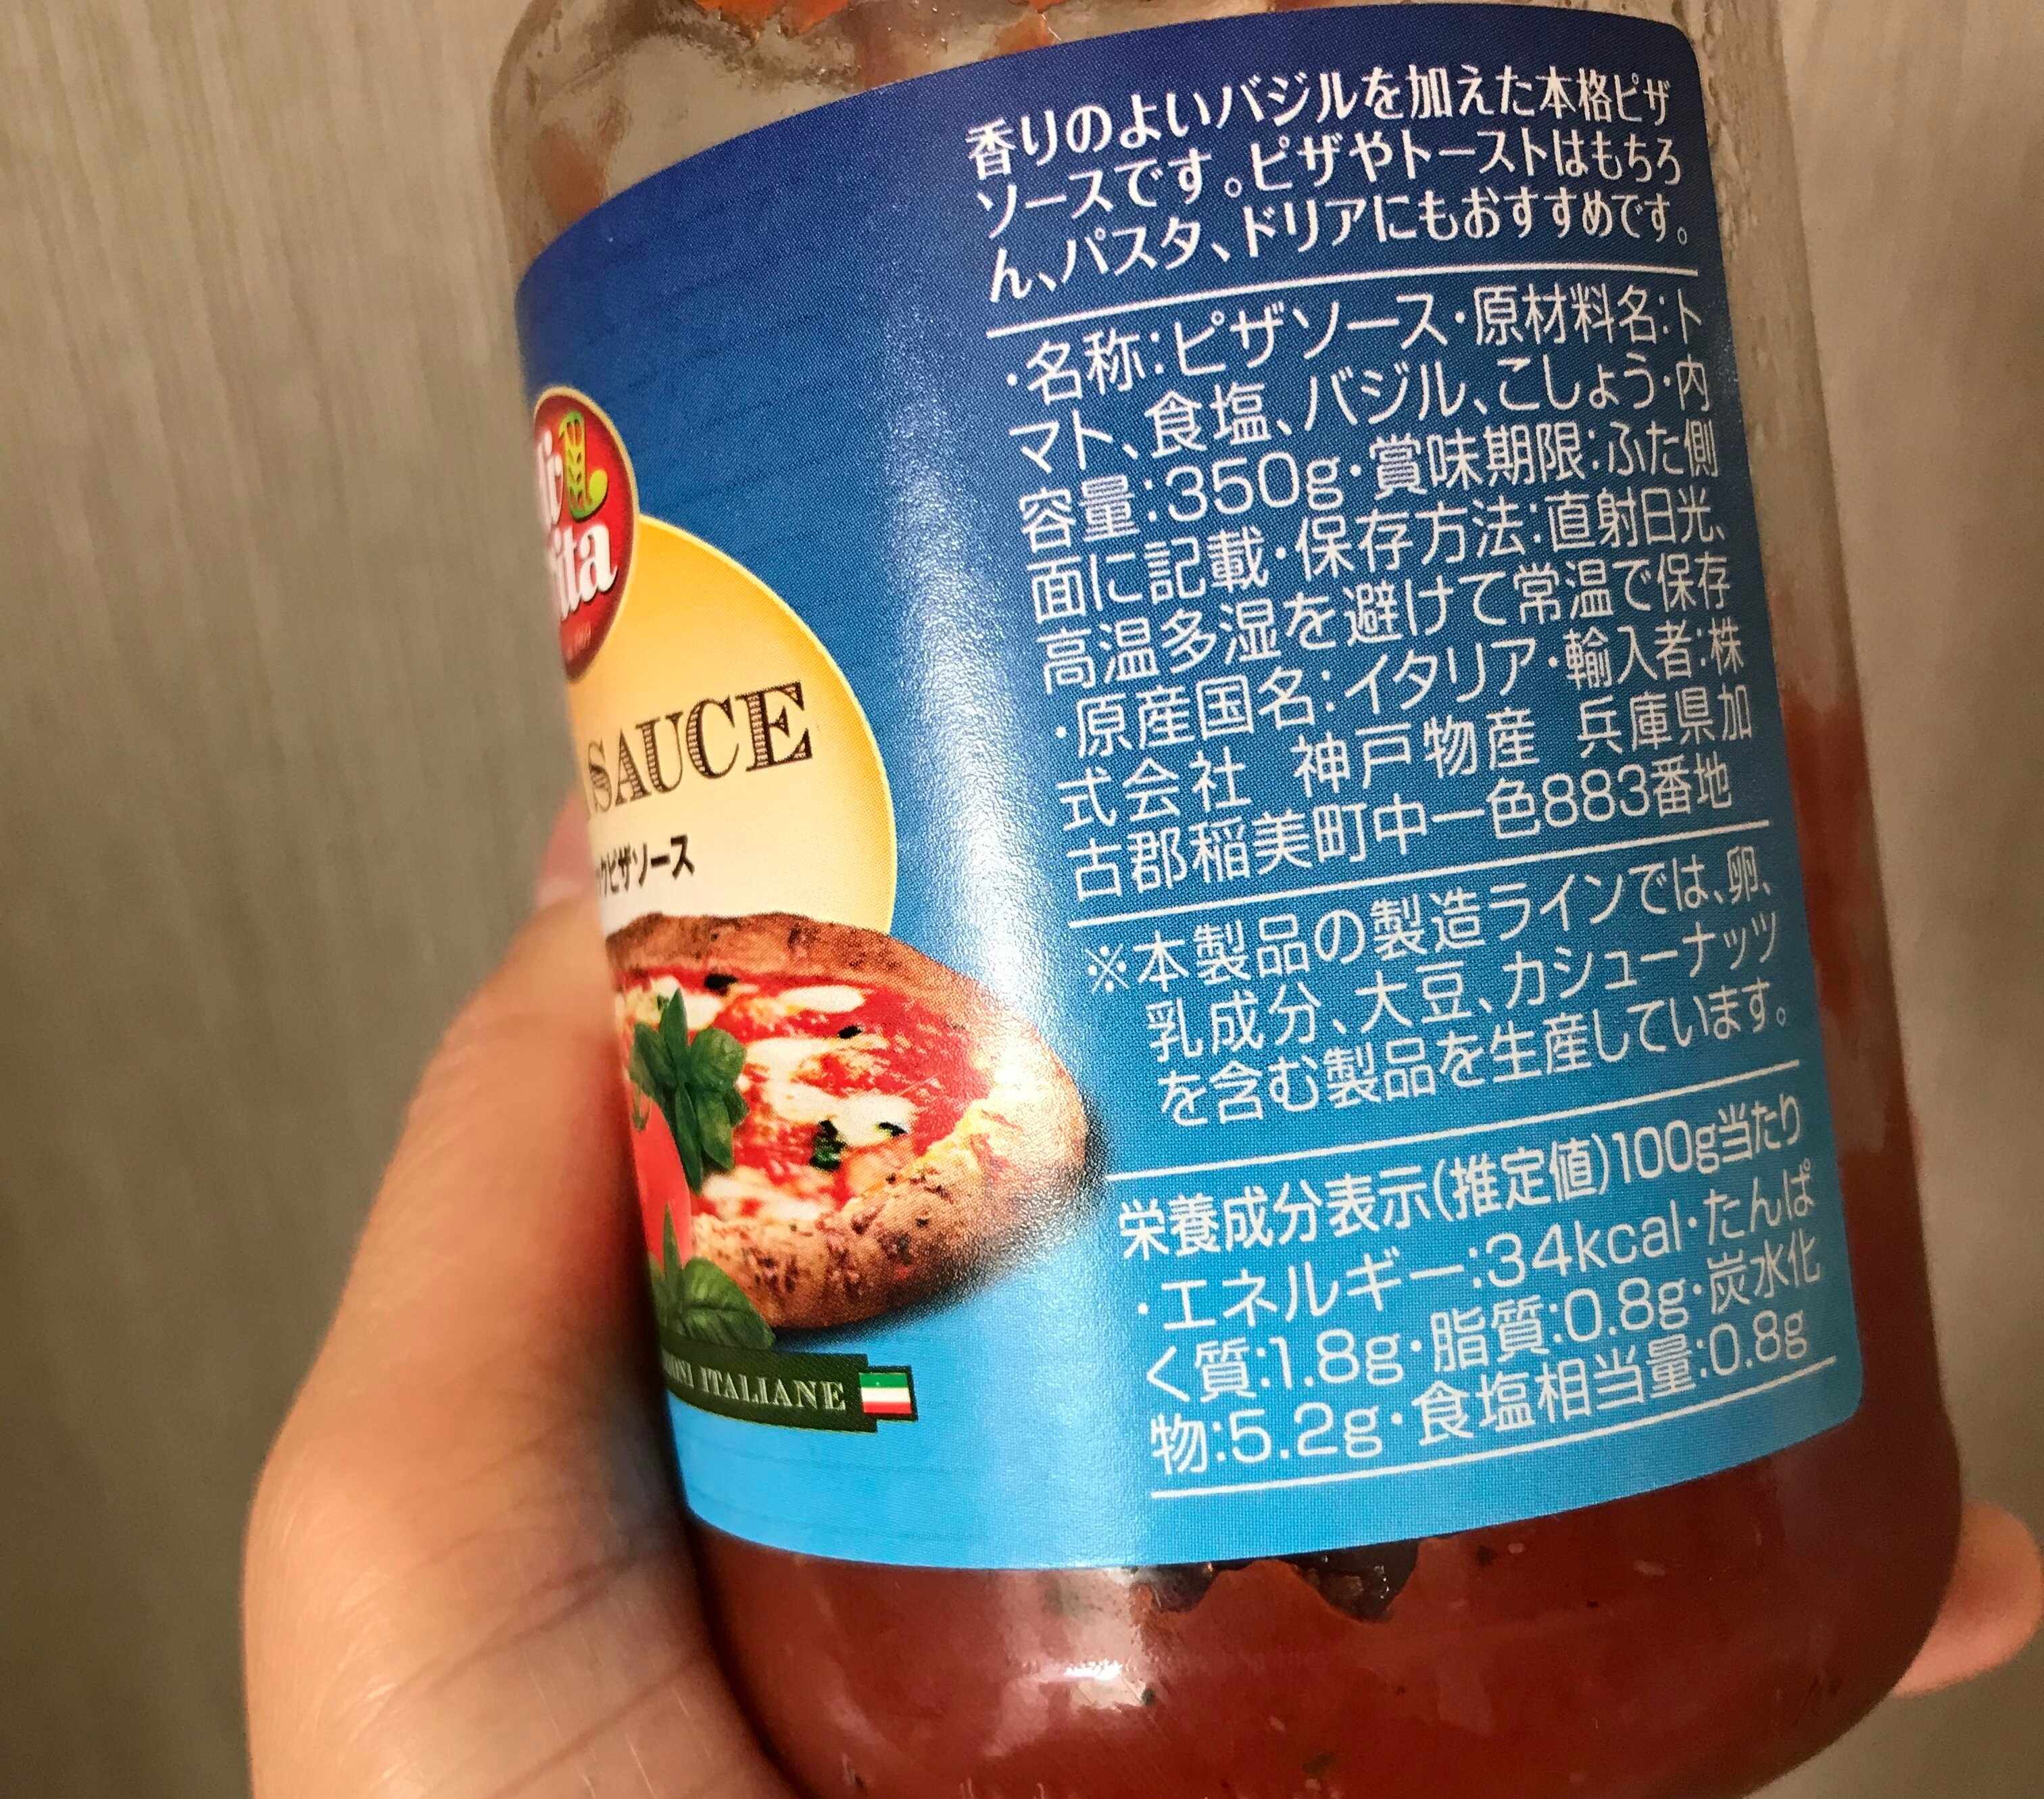 香りのよいバジルを加えた本格ピザ
ソースです。ピザやトーストはもちろ
ん、パスタ、ドリアにもおすすめです。
・名称:ピザソース・原材料名:ト
マト、食塩、バジル、こしょう・内
容量:350g・賞味期限:ふた側
面に記載・保存方法:直射日光、
高温多湿を避けて常温で保存
・原産国名:イタリア・輸入者:株
式会社 神戸物産 兵庫県加
古郡稲美町中一色883番地
※本製品の製造ラインでは、卵、
乳成分、大豆、カシューナッツ
を含む製品を生産しています。
栄養成分表示(推定値)100g当たり
・エネルギー:34kcal・たんぱ
く質:1.8g・脂質:0.8g・炭水化
物:5.2g・食塩相当量:0.8g
SAUCE
クピザソース
ITALIANE